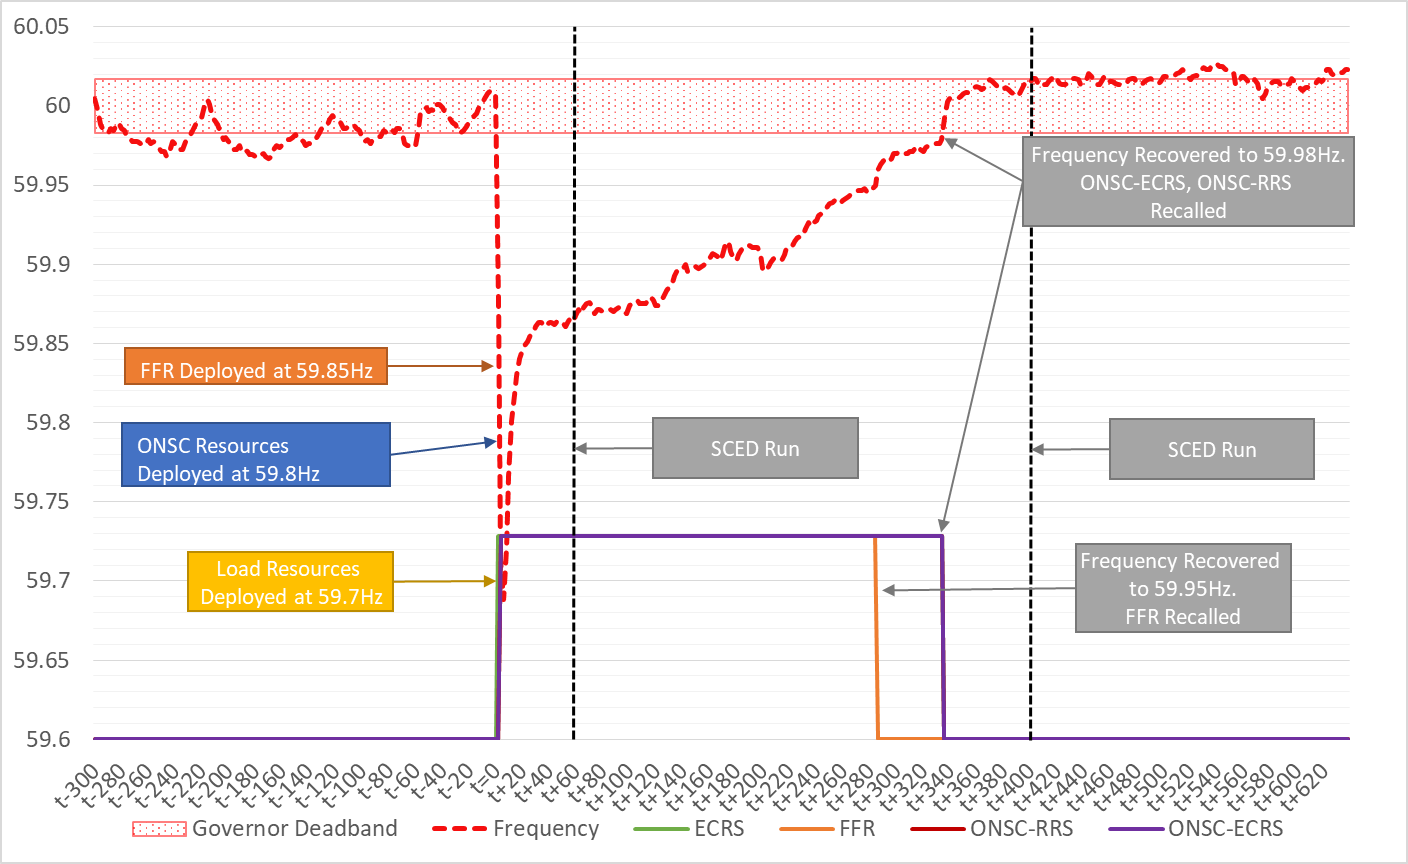 60.05
60
59.95
59.9
59.85
59.8
59.75
59.7
59.65
59.6
Frequency Recovered to 59.98Hz.
ONSC-ECRS, ONSC-RRS
Recalled
FFR Deployed at 59.85Hz
ONSC Resources
Deployed at 59.8Hz
SCED Run
SCED Run
Load Resources
Deployed at 59.7Hz
Frequency Recovered
to 59.95Hz.
FFR Recalled
t-300
t-280
t-260
t-240
t-220
t-200
t-180
t-160
t-140
t-120
t-100
t-80
t-60
t-40
t-20
t=0
t+20
t+40
t+60
t+80
t+100
t+120
t+140
t+160
t+180
t+200
t+220
t+240
t+260
t+280
t+300
t+320
t+340
t+360
t+380
t+400
t+420
t+440
t+460
t+480
t+500
t+520
t+540
t+560
t+580
t+600
t+620
Governor Deadband
Frequency
ECRS
FFR
ONSC-RRS
ONSC-ECRS